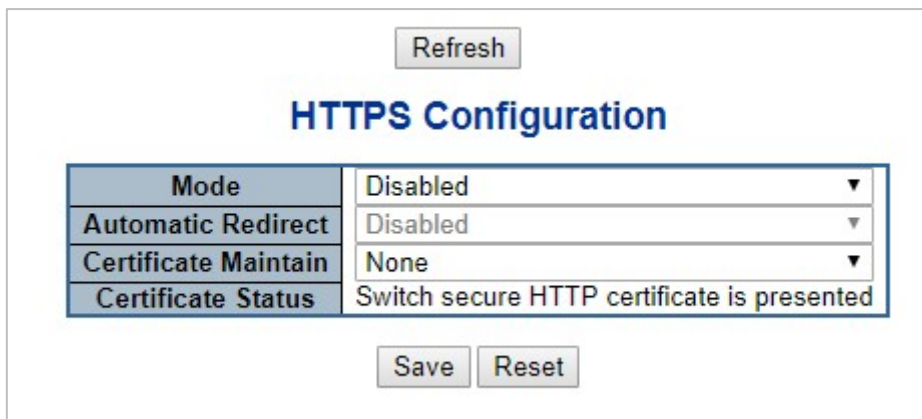 Refresh
HTTPS Configuration
Mode Disabled
Automatic Redirect Disabled
Certificate Maintain None
Certificate Status Switch secure HTTP certificate is presented
Save Reset